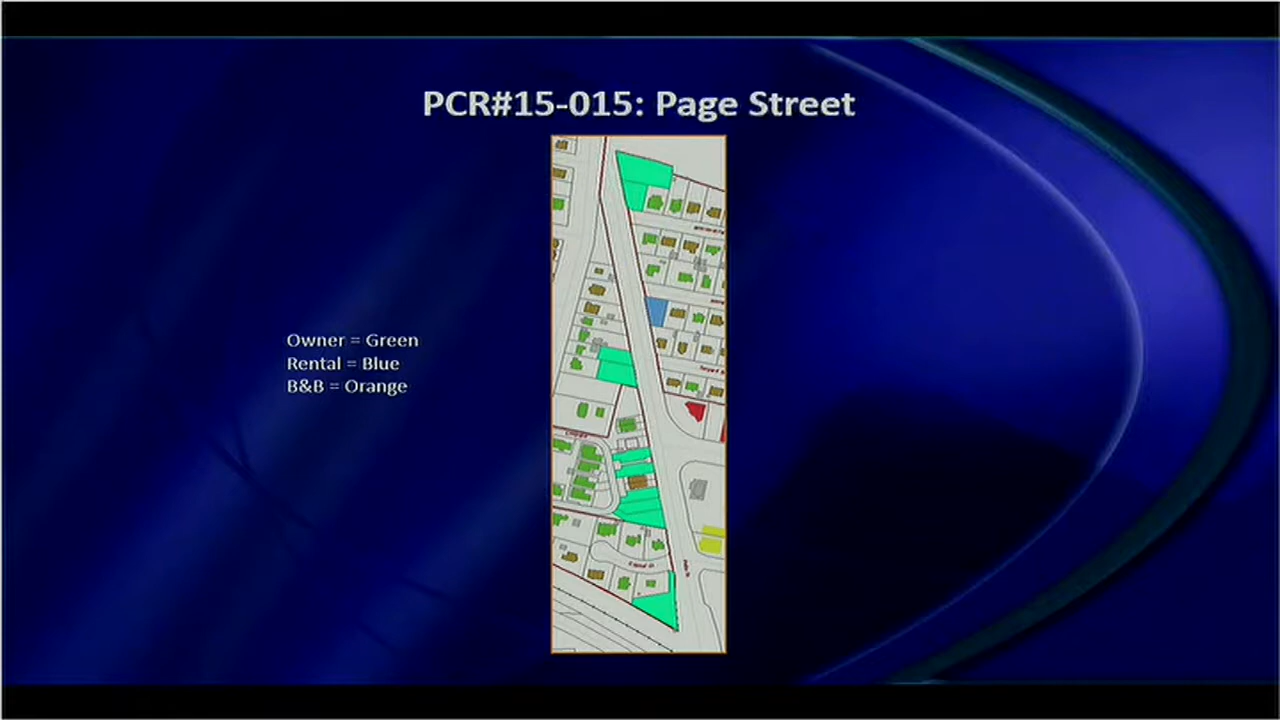 PCR#15-015: Page Street
Owner = Green
Rental = Blue
B&B = Orange